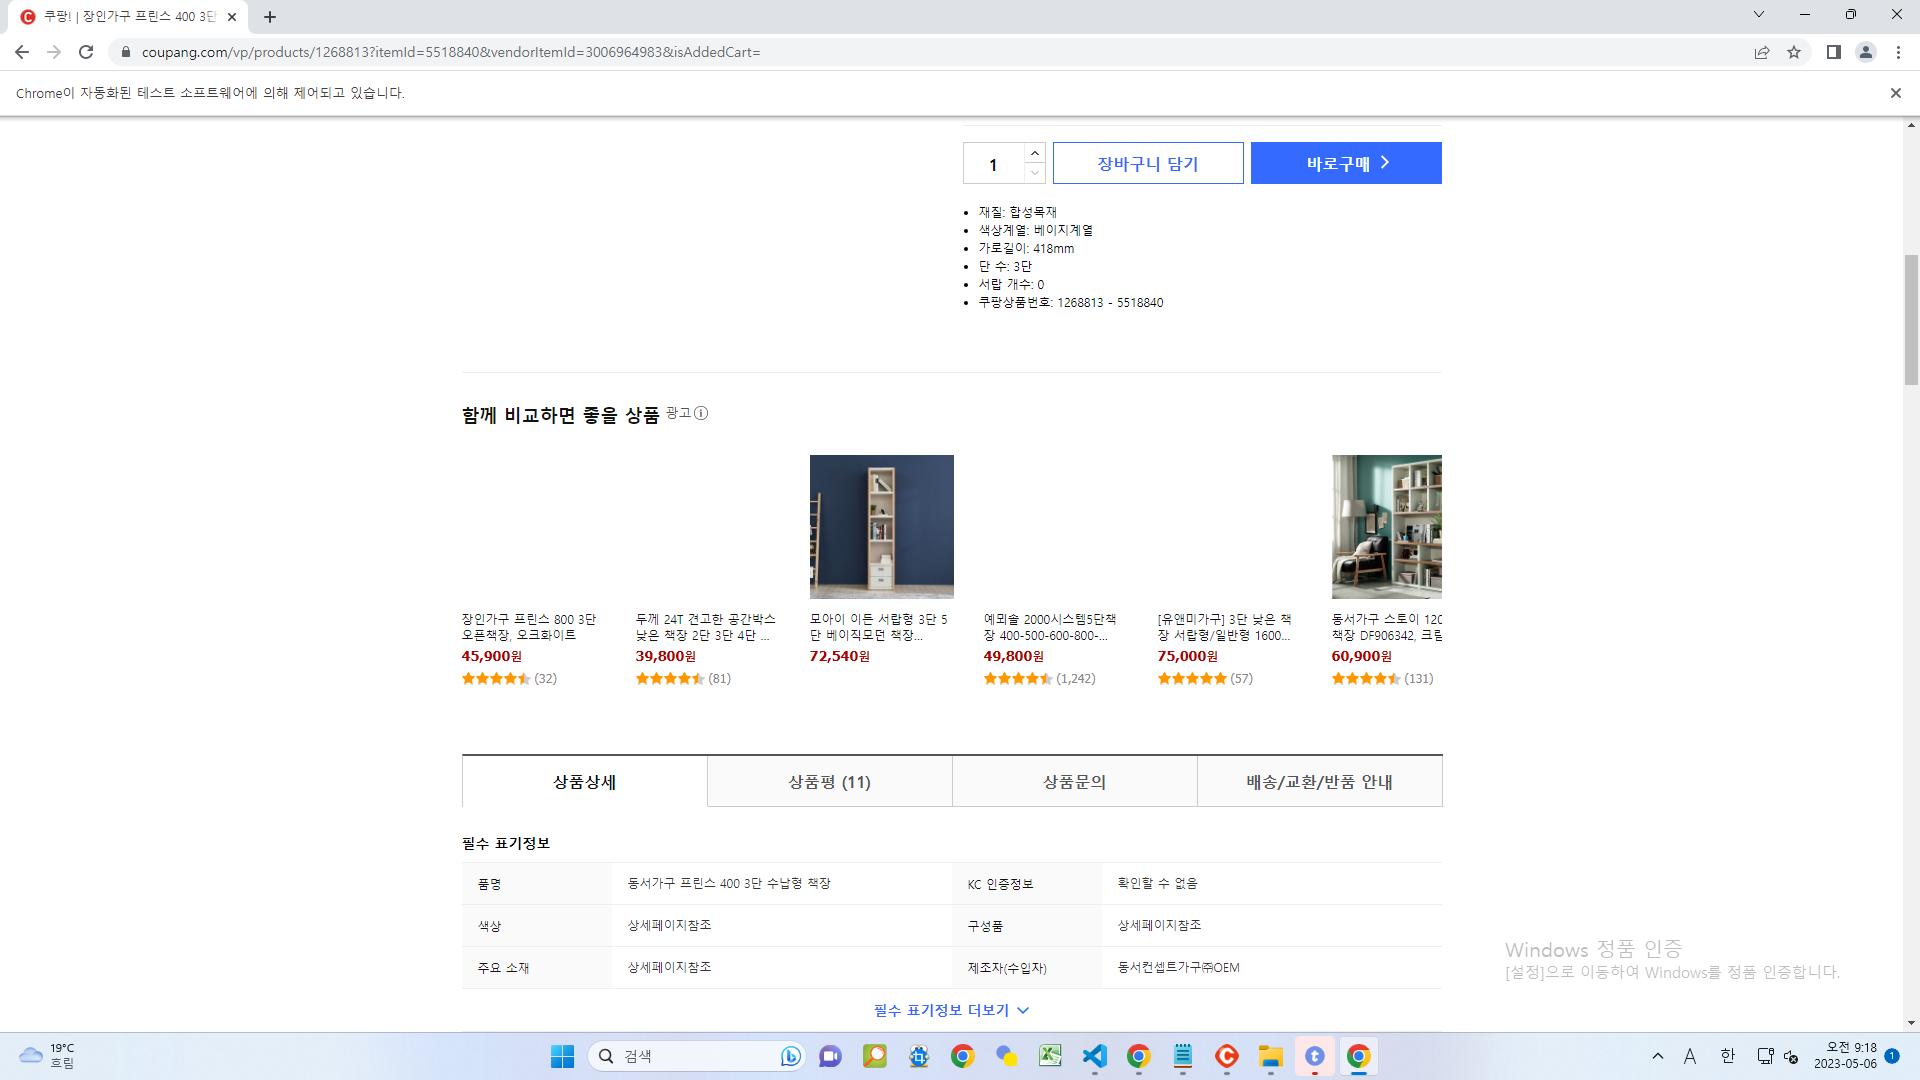 쿠팡! | 장인가구 프린스 400 3단
coupang.com/vp/products/1268813?itemId=5518840&vendorItemId=3006964983&isAddedCart=
Chrome이 자동화된 테스트 소프트웨어에 의해 제어되고 있습니다.
1
장바구니 담기
바로구매
재질: 합성목재
색상계열: 베이지계열
가로길이: 418mm
단 수: 3단
서랍 개수: 0
쿠팡상품번호: 1268813 - 5518840
함께 비교하면 좋을 상품 광고
장인가구 프린스 800 3단
오픈책장, 오크화이트
45,900원
(32)
두께 24T 견고한 공간박스
낮은 책장 2단 3단 4단 ...
39,800원
(81)
모아이 이든 서랍형 3단 5
단 베이직모던 책장...
72,540원
예뫼솔 2000시스템5단책
장 400-500-600-800-...
49,800원
(1,242)
[유앤미가구] 3단 낮은 책
장 서랍형/일반형 1600...
75,000원
(57)
동서가구 스토이 120
책장 DF906342, 크림
60,900원
(131)
상품상세
상품평 (11)
상품문의
배송/교환/반품 안내
필수 표기정보
품명 동서가구 프린스 400 3단 수납형 책장 KC 인증정보 확인할 수 없음
색상 상세페이지참조 구성품 상세페이지참조
주요 소재 상세페이지참조 제조자(수입자) 동서컨셉트가구㈜OEM
필수 표기정보 더보기
Windows 정품 인증
[설정]으로 이동하여 Windows를 정품 인증합니다.
19°C
흐림
검색
A
한
오전 9:18
2023-05-06
1